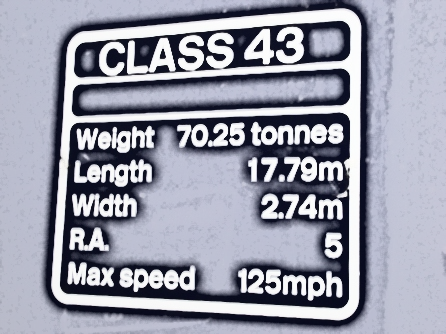 CLASS 43
Weight 70.25 tonnes
Length 17.79m
Width 2.74m
R.A. 5
Max speed 125mph